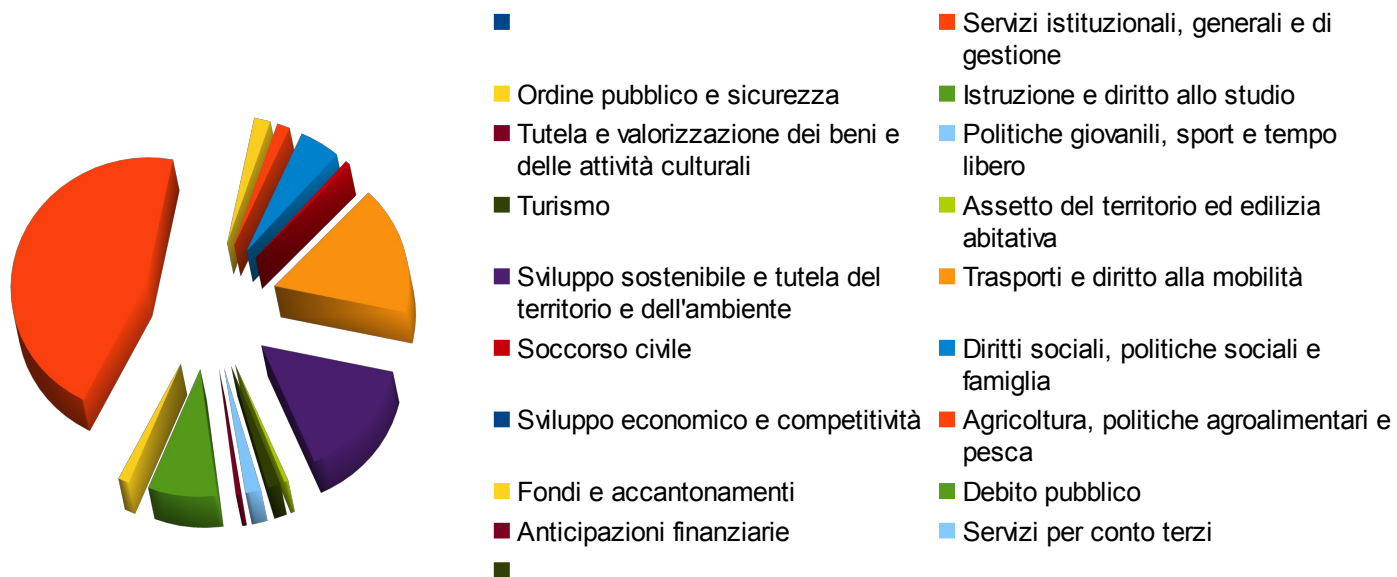 Servizi istituzionali, generali e di
gestione
Ordine pubblico e sicurezza
Istruzione e diritto allo studio
Tutela e valorizzazione dei beni e
delle attività culturali
Politiche giovanili, sport e tempo
libero
Turismo
Assetto del territorio ed edilizia
abitativa
Sviluppo sostenibile e tutela del
territorio e dell'ambiente
Trasporti e diritto alla mobilità
Soccorso civile
Diritti sociali, politiche sociali e
famiglia
Sviluppo economico e competitività
Agricoltura, politiche agroalimentari e
pesca
Fondi e accantonamenti
Debito pubblico
Anticipazioni finanziarie
Servizi per conto terzi